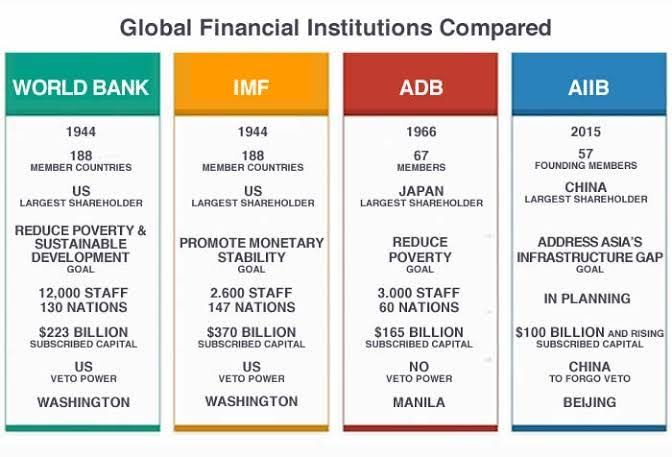 Global Financial Institutions Compared
WORLD BANK
1944
188
MEMBER COUNTRIES
US
LARGEST SHAREHOLDER
REDUCE POVERTY &
SUSTAINABLE
DEVELOPMENT
GOAL
12,000 STAFF
130 NATIONS
$223 BILLION
SUBSCRIBED CAPITAL
US
VETO POWER
WASHINGTON
IMF
1944
188
MEMBER COUNTRIES
US
LARGEST SHAREHOLDER
PROMOTE MONETARY
STABILITY
GOAL
2.600 STAFF
147 NATIONS
$370 BILLION
SUBSCRIBED CAPITAL
US
VETO POWER
WASHINGTON
ADB
1966
67
MEMBERS
JAPAN
LARGEST SHAREHOLDER
REDUCE
POVERTY
GOAL
3.000 STAFF
60 NATIONS
$165 BILLION
SUBSCRIBED CAPITAL
NO
VETO POWER
MANILA
AIIB
2015
57
FOUNDING MEMBERS
CHINA
LARGEST SHAREHOLDER
ADDRESS ASIA'S
INFRASTRUCTURE GAP
GOAL
IN PLANNING
$100 BILLION AND RISING
SUBSCRIBED CAPITAL
CHINA
TO FORGO VETO
BEIJING